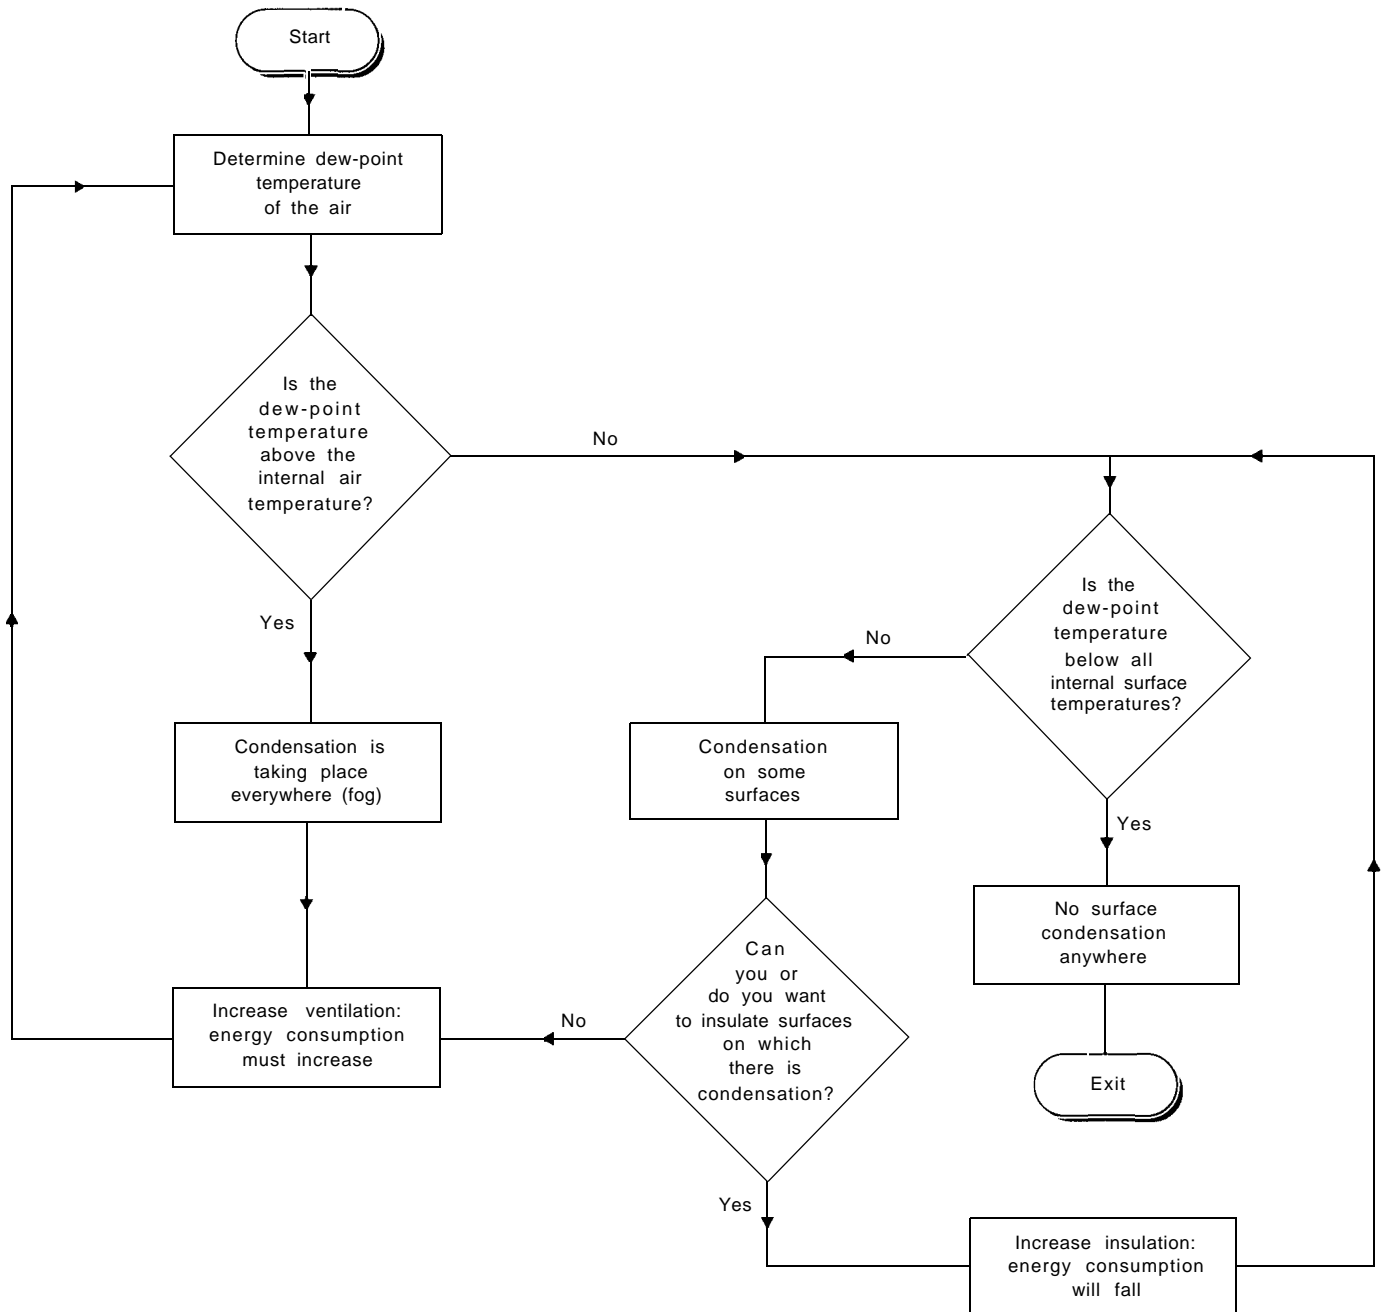 Start
Determine dew-point
temperature
of the air
Is the
dew-point
temperature
above the
internal air
temperature?
No
Yes
Is the
dew-point
temperature
below all
internal surface
temperatures?
No
Yes
Condensation is
taking place
everywhere (fog)
Condensation
on some
surfaces
No surface
condensation
anywhere
Can
you or
do you want
to insulate surfaces
on which
there is
condensation?
No
Yes
Increase ventilation:
energy consumption
must increase
Exit
Increase insulation:
energy consumption
will fall